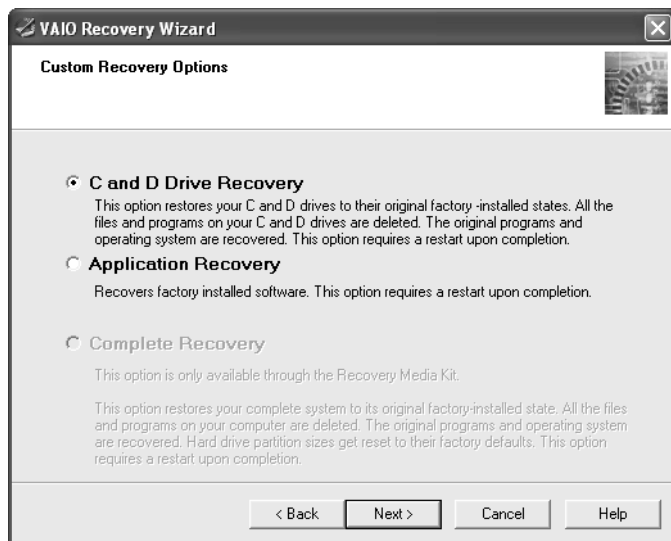 VAIO Recovery Wizard
Custom Recovery Options
C and D Drive Recovery
This option restores your C and D drives to their original factory -installed states. All the
files and programs on your C and D drives are deleted. The original programs and
operating system are recovered. This option requires a restart upon completion.
Application Recovery
Recovers factory installed software. This option requires a restart upon completion.
Complete Recovery
This option is only available through the Recovery Media Kit.
This option restores your complete system to its original factory-installed state. All the files
and programs on your computer are deleted. The original programs and operating system
are recovered. Hard drive partition sizes get reset to their factory defaults. This option
requires a restart upon completion.
< Back
Next >
Cancel
Help